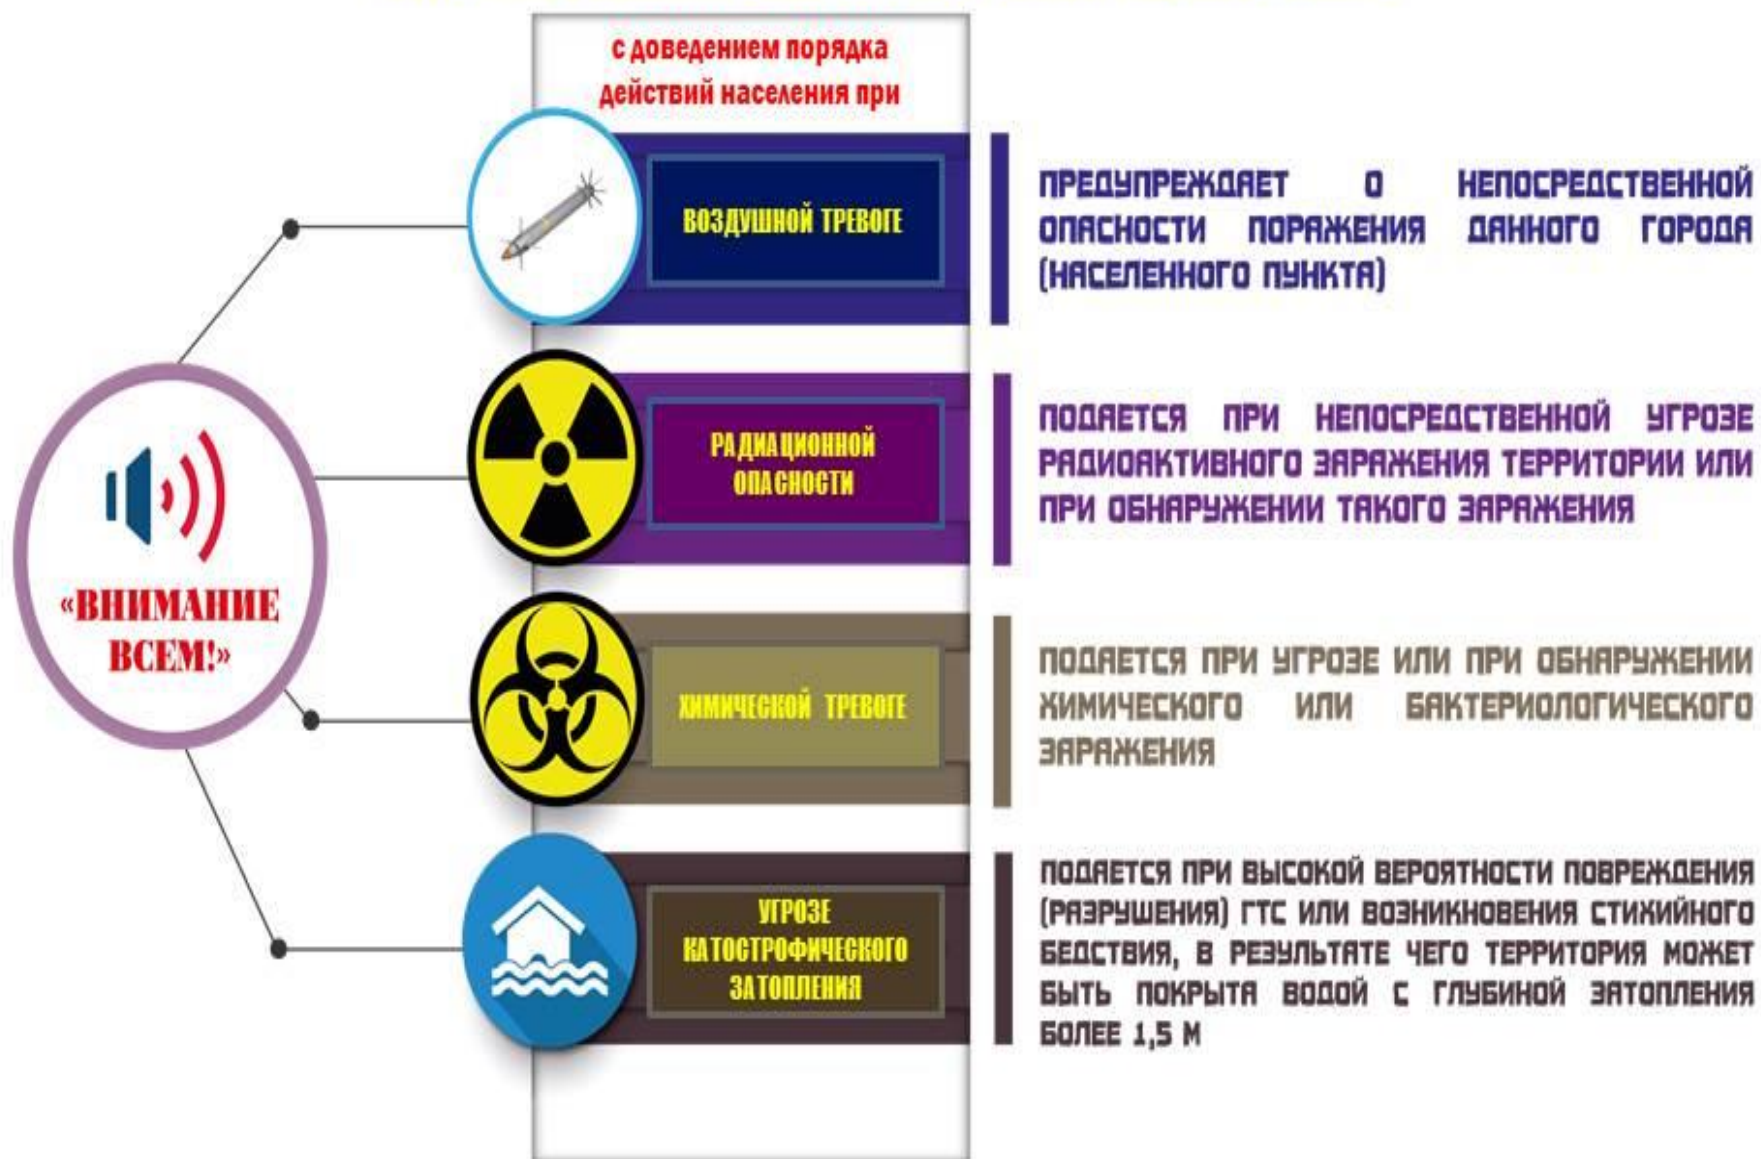 с доведением порядка
действий населения при
ВОЗДУШНОЙ ТРЕВОГЕ
ПРЕДУПРЕЖДАЕТ О НЕПОСРЕДСТВЕННОЙ
ОПАСНОСТИ ПОРАЖЕНИЯ ДАННОГО ГОРОДА
(НАСЕЛЕННОГО ПУНКТА)
РАДИАЦИОННОЙ
ОПАСНОСТИ
ПОДАЕТСЯ ПРИ НЕПОСРЕДСТВЕННОЙ УГРОЗЕ
РАДИОАКТИВНОГО ЗАРАЖЕНИЯ ТЕРРИТОРИИ ИЛИ
ПРИ ОБНАРУЖЕНИИ ТАКОГО ЗАРАЖЕНИЯ
«ВНИМАНИЕ
ВСЕМ!»
ХИМИЧЕСКОЙ ТРЕВОГЕ
ПОДАЕТСЯ ПРИ УГРОЗЕ ИЛИ ПРИ ОБНАРУЖЕНИИ
ХИМИЧЕСКОГО ИЛИ БАКТЕРИОЛОГИЧЕСКОГО
ЗАРАЖЕНИЯ
УГРОЗЕ
КАТОСТРОФИЧЕСКОГО
ЗАТОПЛЕНИЯ
ПОДАЕТСЯ ПРИ ВЫСОКОЙ ВЕРОЯТНОСТИ ПОВРЕЖДЕНИЯ
(РАЗРУШЕНИЯ) ГТС ИЛИ ВОЗНИКНОВЕНИЯ СТИХИЙНОГО
БЕДСТВИЯ, В РЕЗУЛЬТАТЕ ЧЕГО ТЕРРИТОРИЯ МОЖЕТ
БЫТЬ ПОКРЫТА ВОДОЙ С ГЛУБИНОЙ ЗАТОПЛЕНИЯ
БОЛЕЕ 1,5 М